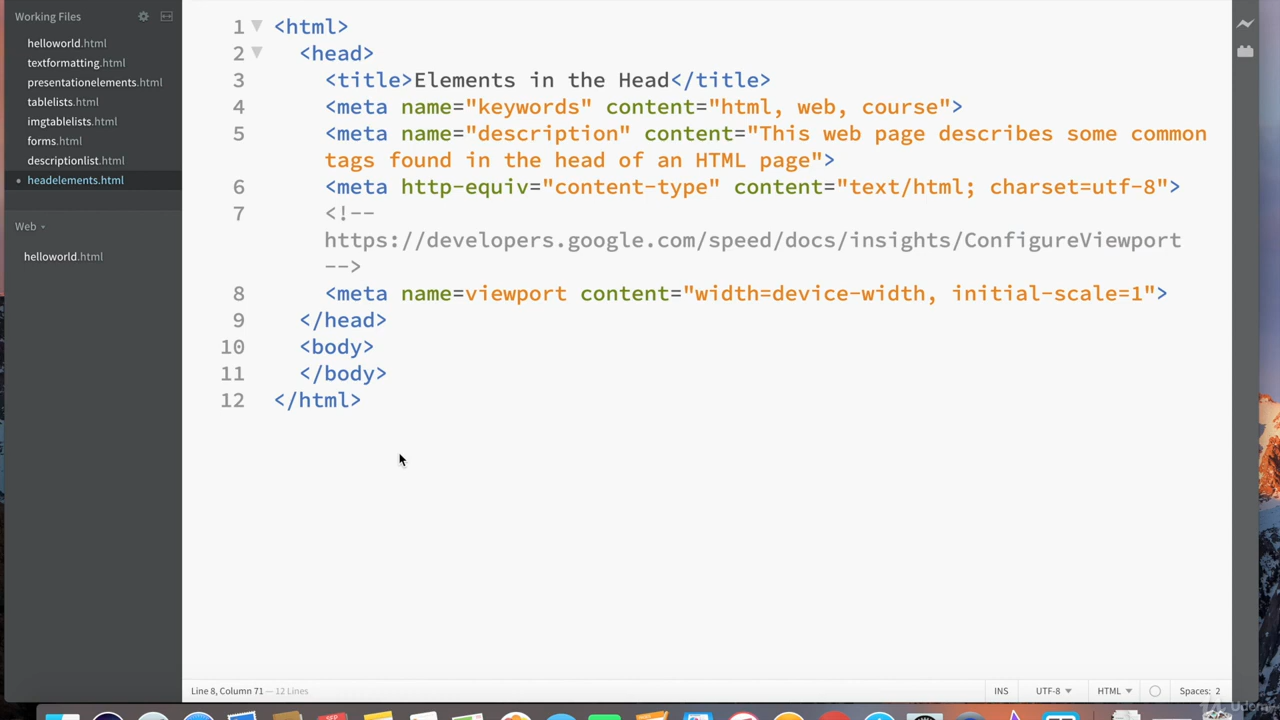 Working Files
helloworld.html
textformatting.html
presentationelements.html
tablelists.html
imgtablelists.html
forms.html
descriptionlist.html
headelements.html
Web
helloworld.html
1 <html>
2 <head>
3 <title>Elements in the Head</title>
4 <meta name="keywords" content="html, web, course">
5 <meta name="description" content="This web page describes some common
tags found in the head of an HTML page">
6 <meta http-equiv="content-type" content="text/html; charset=utf-8">
7 <!--
https://developers.google.com/speed/docs/insights/ConfigureViewport
-->
8 <meta name=viewport content="width=device-width, initial-scale=1">
9 </head>
10 <body>
11 </body>
12 </html>
Line 8, Column 71 — 12 Lines
INS UTF-8 HTML Spaces: 2